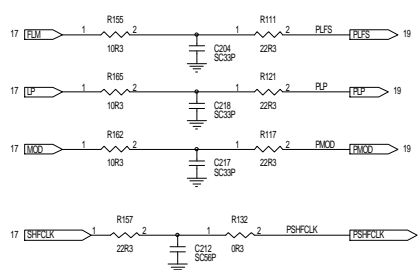 R155 R111
17 FLM 1 2 1 2 PLFS PLFS 19
10R3 C204 22R3
SC33P
R165 R121
17 LP 1 2 1 2 PLP PLP 19
10R3 C218 22R3
SC33P
R162 R117
17 MOD 1 2 1 2 PMOD PMOD 19
10R3 C217 22R3
SC33P
R157 R132
17 SHFCLK 1 2 1 2 PSHFCLK PSHFCLK
22R3 C212 0R3
SC56P